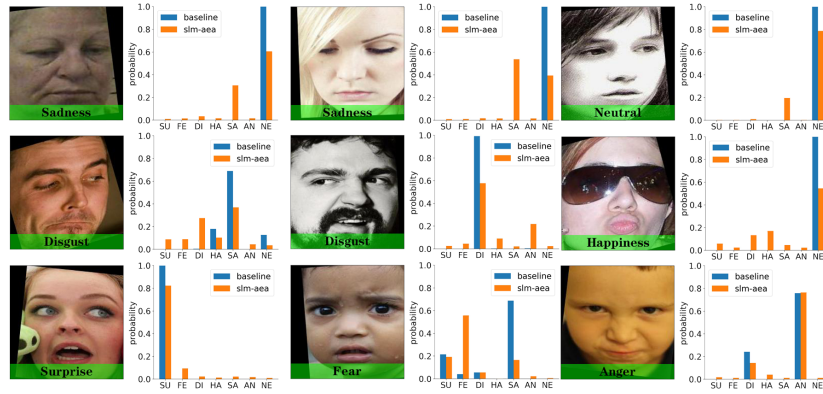 1.0
0.8
0.6
0.4
0.2
0.0
probability
baseline
slm-aea
SU FE DI HA SA AN NE
Sadness
1.0
0.8
0.6
0.4
0.2
0.0
probability
baseline
slm-aea
SU FE DI HA SA AN NE
Sadness
1.0
0.8
0.6
0.4
0.2
0.0
probability
baseline
slm-aea
SU FE DI HA SA AN NE
Neutral
1.0
0.8
0.6
0.4
0.2
0.0
probability
baseline
slm-aea
SU FE DI HA SA AN NE
Disgust
1.0
0.8
0.6
0.4
0.2
0.0
probability
baseline
slm-aea
SU FE DI HA SA AN NE
Disgust
1.0
0.8
0.6
0.4
0.2
0.0
probability
baseline
slm-aea
SU FE DI HA SA AN NE
Happiness
1.0
0.8
0.6
0.4
0.2
0.0
probability
baseline
slm-aea
SU FE DI HA SA AN NE
Surprise
1.0
0.8
0.6
0.4
0.2
0.0
probability
baseline
slm-aea
SU FE DI HA SA AN NE
Fear
1.0
0.8
0.6
0.4
0.2
0.0
probability
baseline
slm-aea
SU FE DI HA SA AN NE
Anger